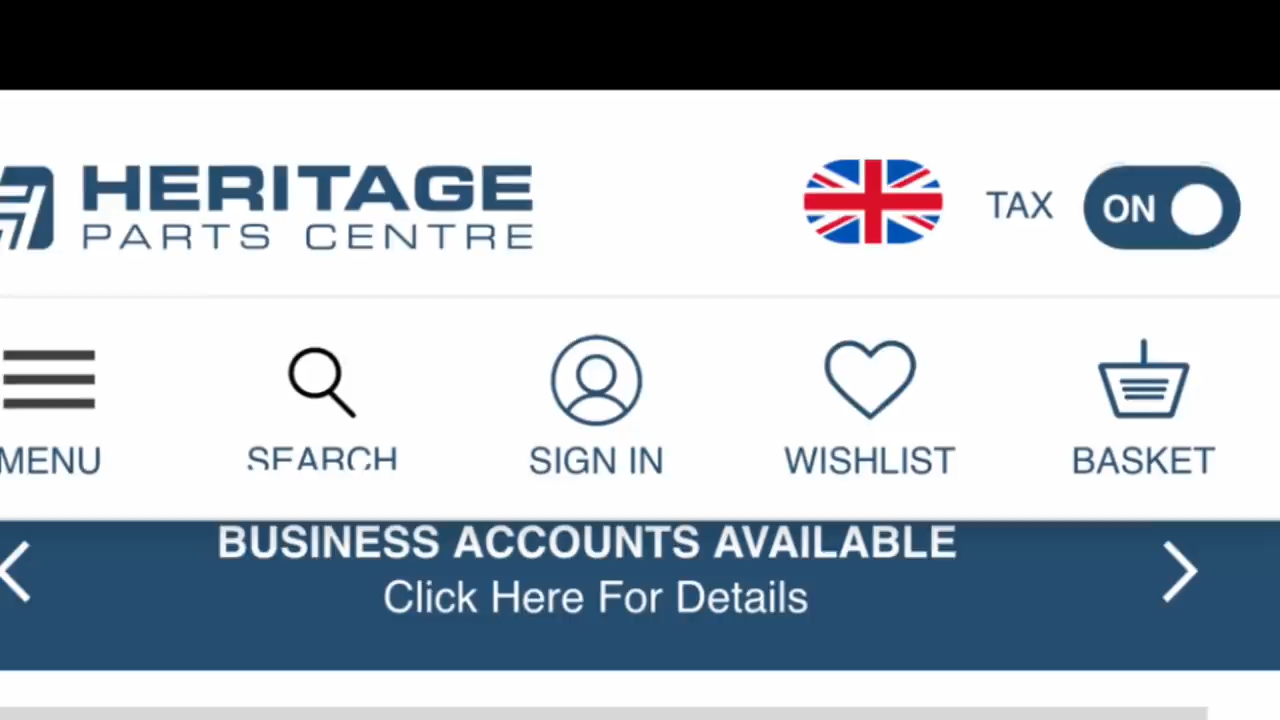 HERITAGE
PARTS CENTRE
TAX
ON
MENU
SEARCH
SIGN IN
WISHLIST
BASKET
BUSINESS ACCOUNTS AVAILABLE
Click Here For Details